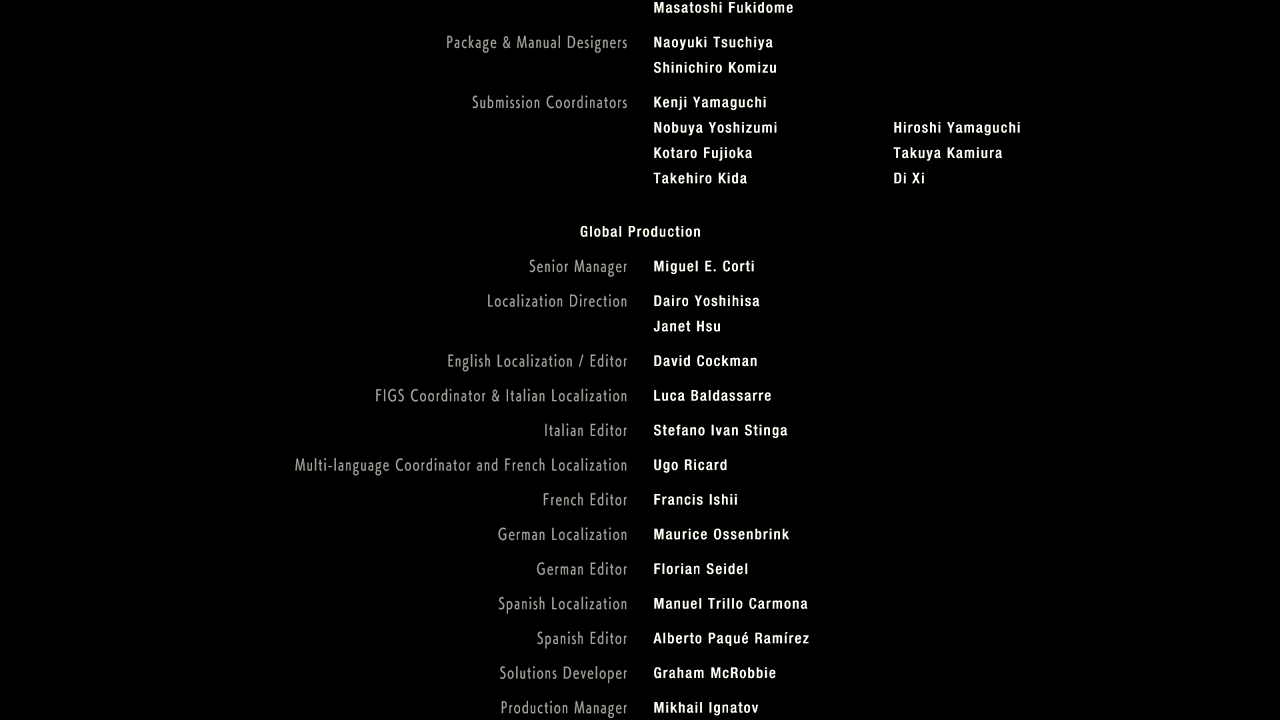 Masatoshi Fukidome
Package & Manual Designers Naoyuki Tsuchiya
Shinichiro Komizu
Submission Coordinators Kenji Yamaguchi
Nobuya Yoshizumi Hiroshi Yamaguchi
Kotaro Fujioka Takuya Kamiura
Takehiro Kida Di Xi
Global Production
Senior Manager Miguel E. Corti
Localization Direction Dairo Yoshihisa
Janet Hsu
English Localization / Editor David Cockman
FIGS Coordinator & Italian Localization Luca Baldassarre
Italian Editor Stefano Ivan Stinga
Multi-language Coordinator and French Localization Ugo Ricard
French Editor Francis Ishii
German Localization Maurice Ossenbrink
German Editor Florian Seidel
Spanish Localization Manuel Trillo Carmona
Spanish Editor Alberto Paqué Ramírez
Solutions Developer Graham McRobbie
Production Manager Mikhail Ignatov